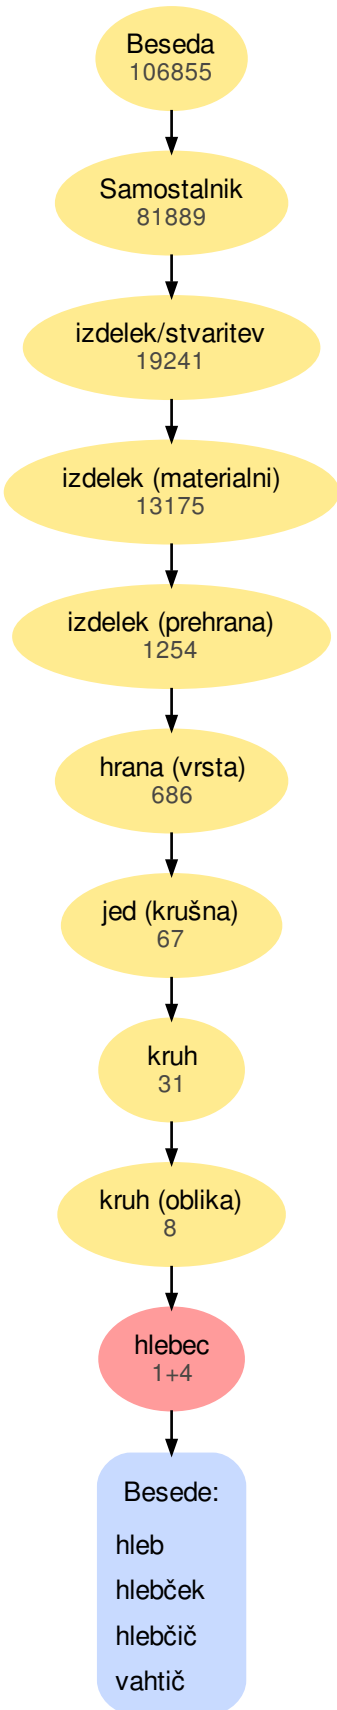 Beseda
106855
Samostalnik
81889
izdelek/stvaritev
19241
izdelek (materialni)
13175
izdelek (prehrana)
1254
hrana (vrsta)
686
jed (krušna)
67
kruh
31
kruh (oblika)
8
hlebec
1+4
Besede:
hleb
hlebček
hlebčič
vahtič